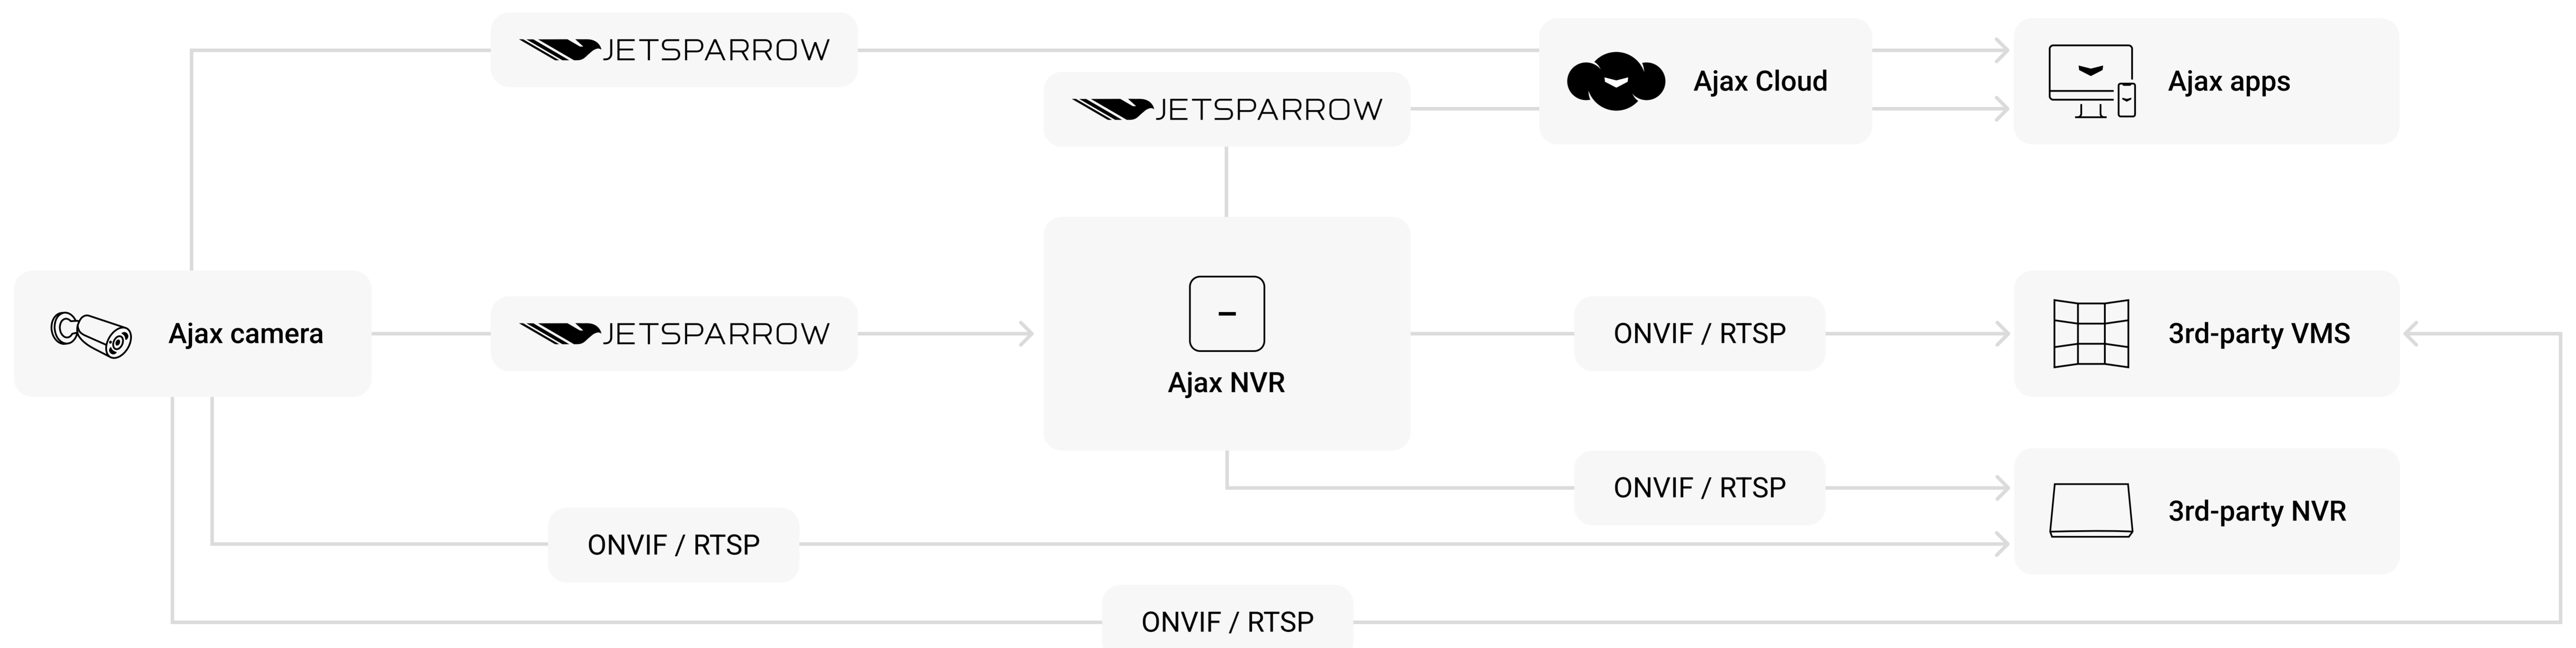 JETSPARROW
JETSPARROW
Ajax Cloud
Ajax apps
Ajax camera
JETSPARROW
Ajax NVR
ONVIF / RTSP
3rd-party VMS
ONVIF / RTSP
3rd-party NVR
ONVIF / RTSP
ONVIF / RTSP